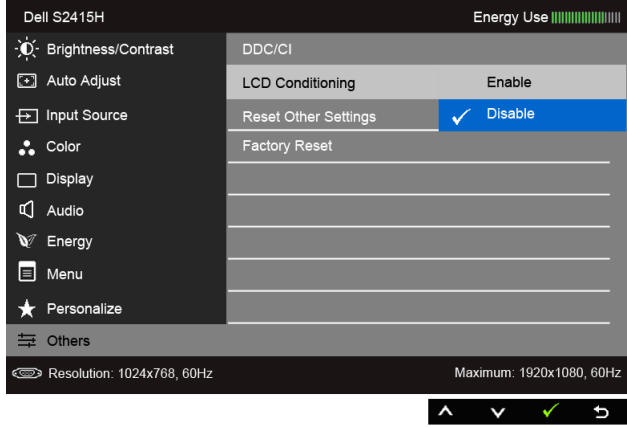 Dell S2415H
Energy Use
Brightness/Contrast
Auto Adjust
Input Source
Color
Display
Audio
Energy
Menu
Personalize
Others
DDC/CI
LCD Conditioning
Reset Other Settings
Factory Reset
Enable
Disable
Resolution: 1024x768, 60Hz
Maximum: 1920x1080, 60Hz